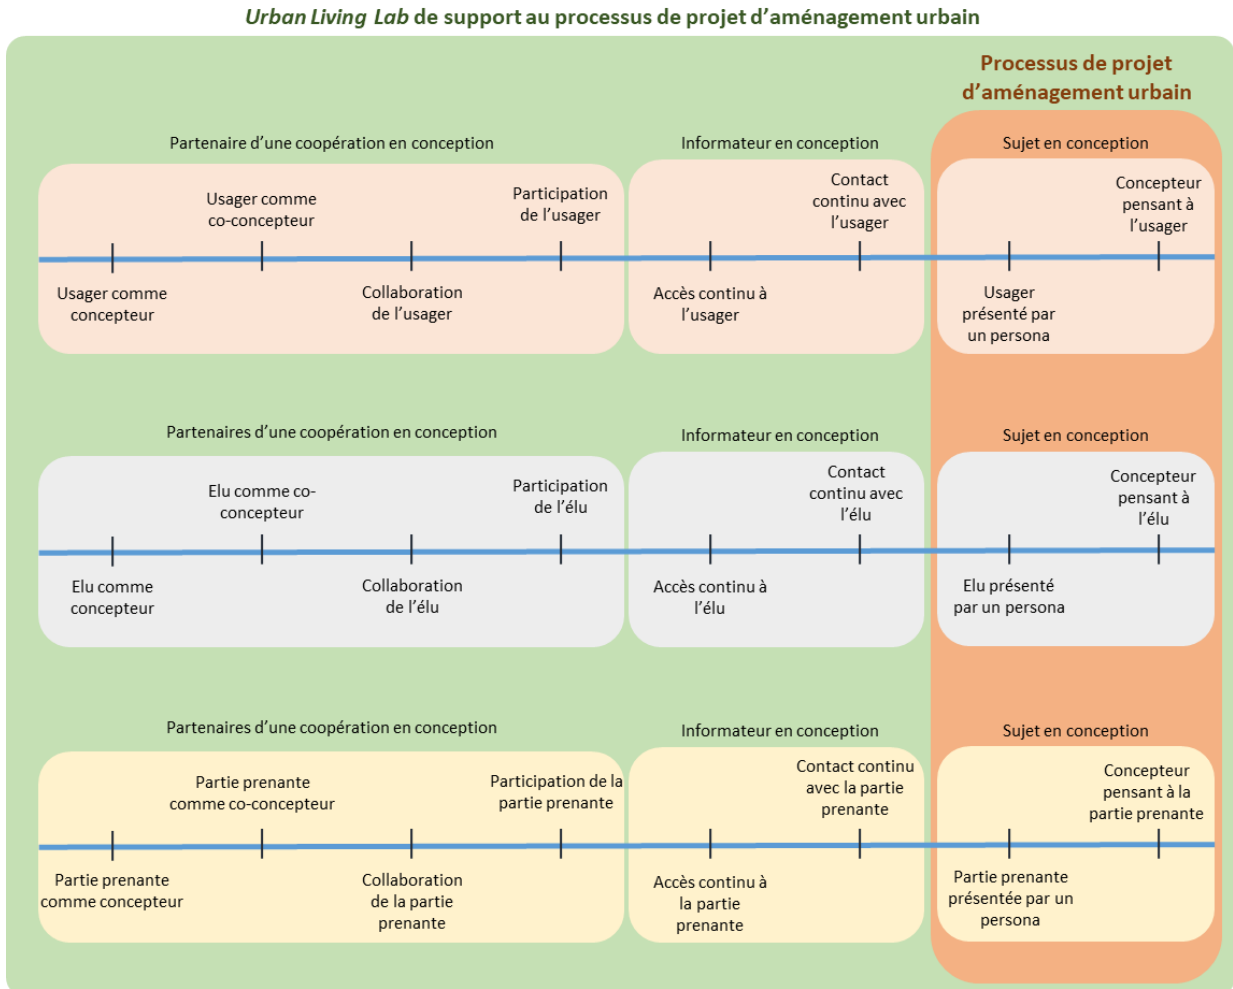 Urban Living Lab de support au processus de projet d’aménagement urbain
Processus de projet
d’aménagement urbain
Partenaire d’une coopération en conception
Informateur en conception
Sujet en conception
Usager comme
co-concepteur
Participation
de l’usager
Contact
continu avec
l’usager
Concepteur
pensant à
l’usager
Usager comme
concepteur
Collaboration
de l’usager
Accès continu à
l’usager
Usager
présenté par
un persona
Partenaires d’une coopération en conception
Informateur en conception
Sujet en conception
Elu comme co-
concepteur
Participation
de l’élu
Contact
continu avec
l’élu
Concepteur
pensant à
l’élu
Elu comme
concepteur
Collaboration
de l’élu
Accès continu à
l’élu
Elu présenté
par un persona
Partenaires d’une coopération en conception
Informateur en conception
Sujet en conception
Partie prenante
comme co-concepteur
Participation de la
partie prenante
Contact continu
avec la partie
prenante
Concepteur
pensant à la
partie prenante
Partie prenante
comme concepteur
Collaboration
de la partie
prenante
Accès continu à
la partie
prenante
Partie prenante
présentée par un
persona